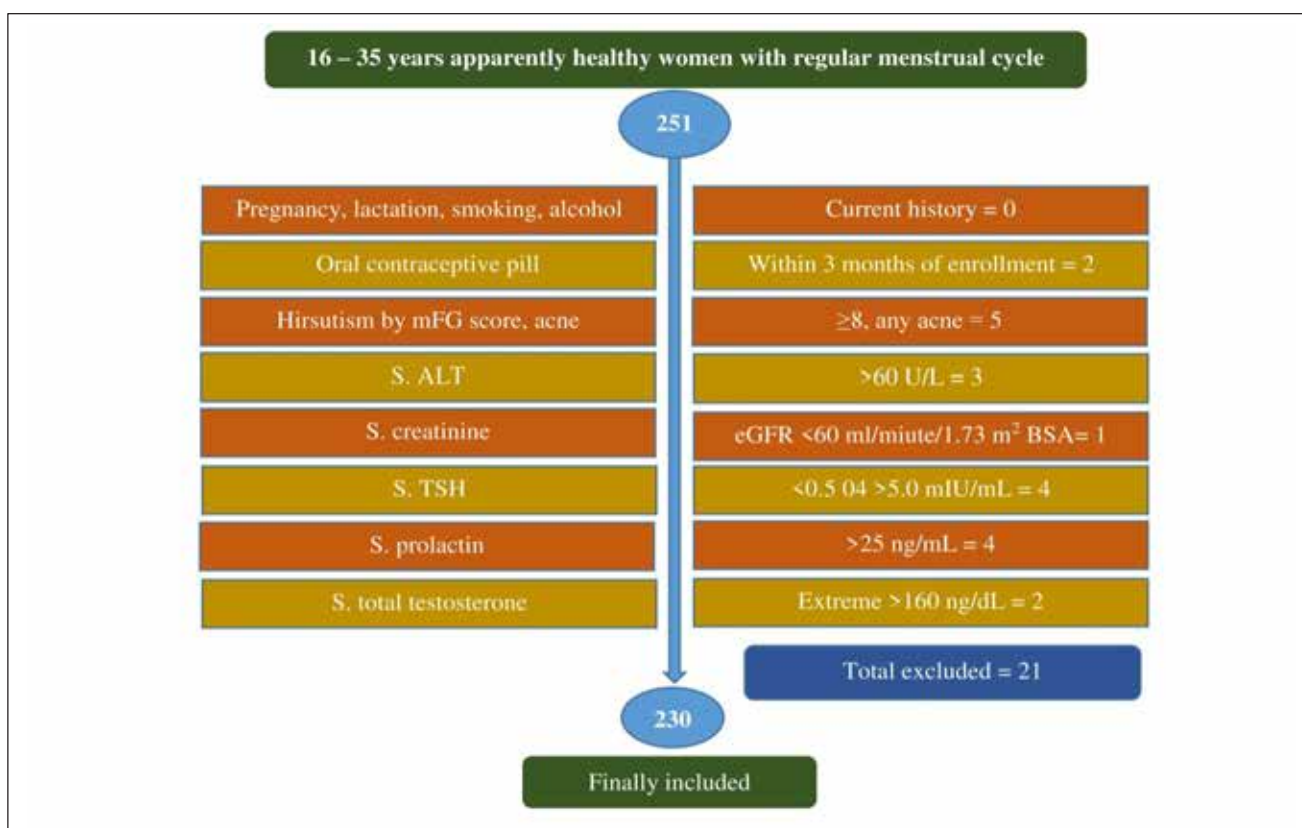 16 – 35 years apparently healthy women with regular menstrual cycle
251
Pregnancy, lactation, smoking, alcohol
Current history = 0
Oral contraceptive pill
Within 3 months of enrollment = 2
Hirsutism by mFG score, acne
≥8, any acne = 5
S. ALT
>60 U/L = 3
S. creatinine
eGFR <60 ml/miute/1.73 m² BSA= 1
S. TSH
<0.5 04 >5.0 mIU/mL = 4
S. prolactin
>25 ng/mL = 4
S. total testosterone
Extreme >160 ng/dL = 2
Total excluded = 21
230
Finally included